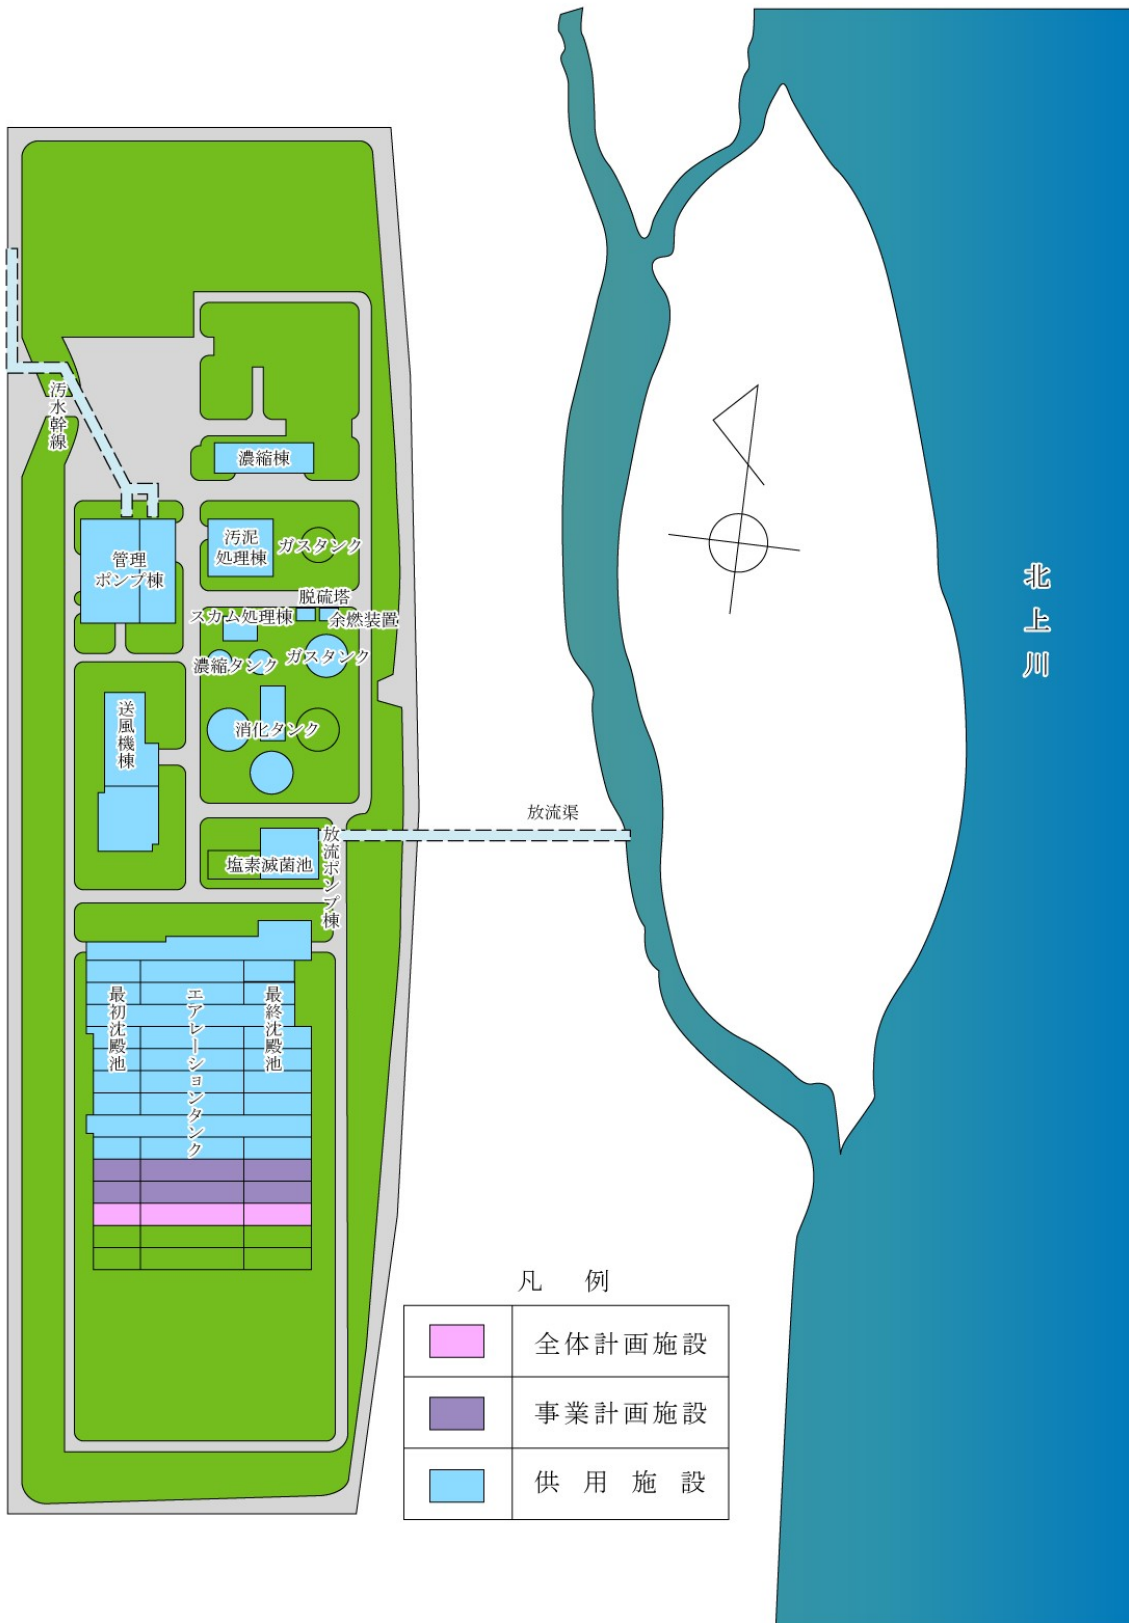 汚水幹線
濃縮棟
汚泥
処理棟
ガスタンク
管理
ポンプ棟
脱硫塔
スカム処理棟
余燃装置
濃縮タンク
ガスタンク
送風機棟
消化タンク
北上川
放流渠
放流ポンプ棟
塩素滅菌池
最初沈殿池
エアレーションタンク
最終沈殿池
凡 例
全体計画施設
事業計画施設
供用施設